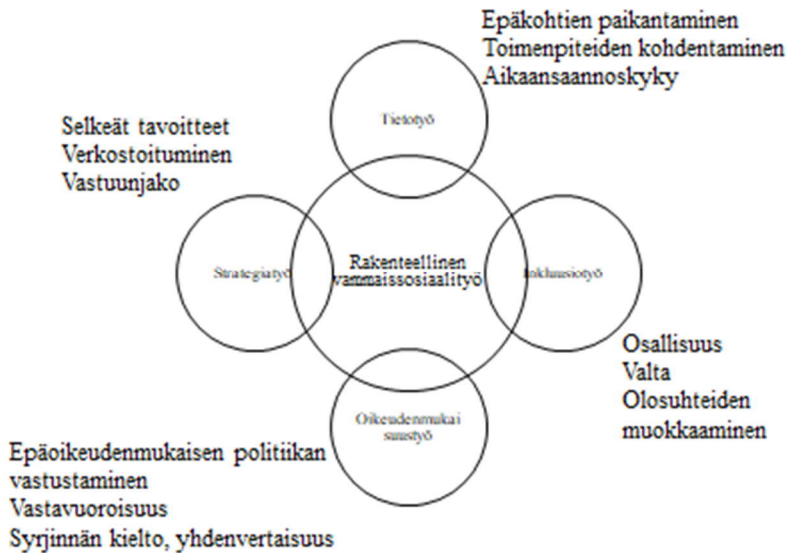 Epäkohtien paikantaminen
Toimenpiteiden kohdentaminen
Aikaansaannoskyky
Tietotyö
Selkeät tavoitteet
Verkostoituminen
Vastuunjako
Strategiatyö
Rakenteellinen
vammaissosiaalityö
Inkluusiotyö
Osallisuus
Valta
Olosuhteiden
muokkaaminen
Oikeudenmukai
suustyö
Epäoikeudenmukaisen politiikan
vastustaminen
Vastavuoroisuus
Syrjinnän kielto, yhdenvertaisuus